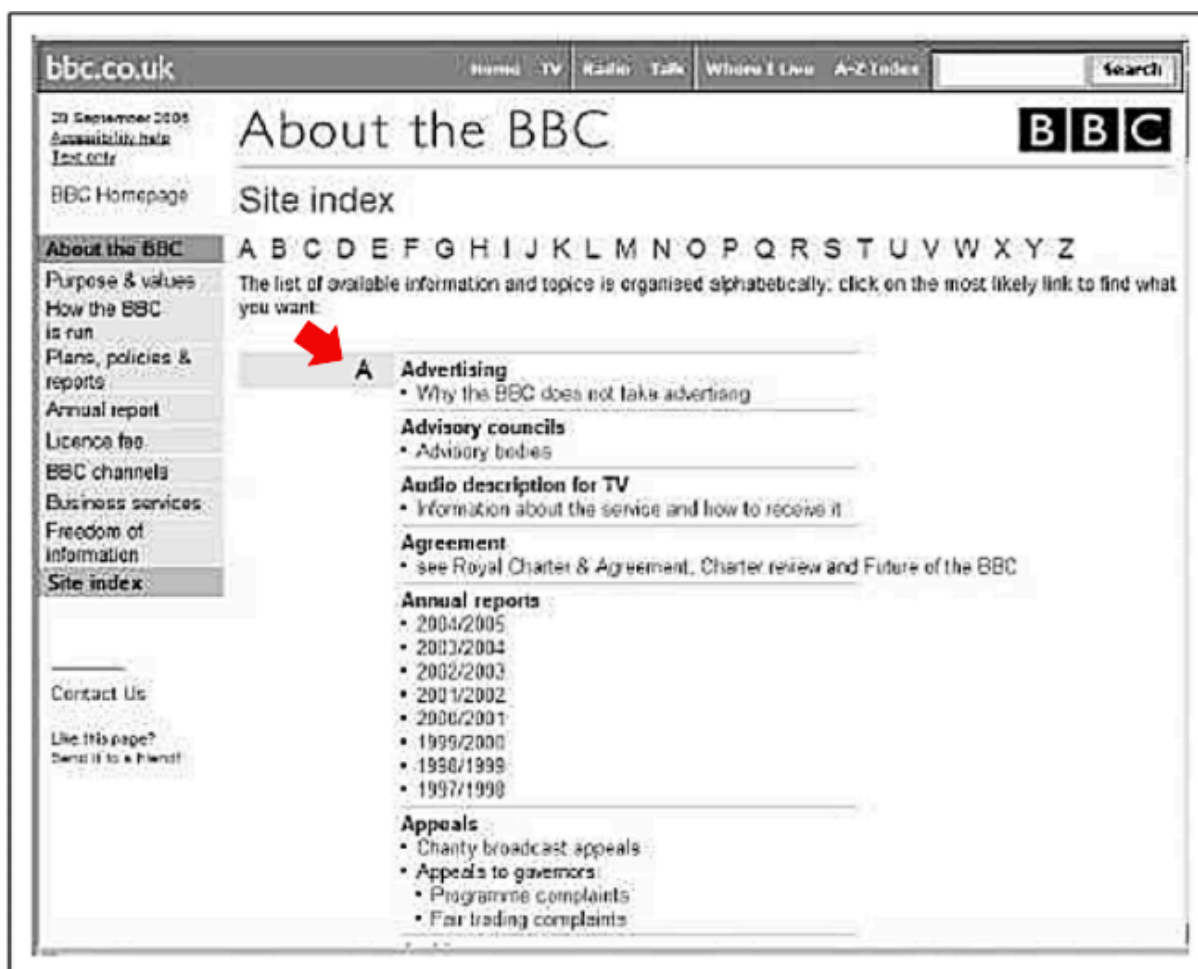 bbc.co.uk
Home TV Radio Talk Where I Live A-Z Index Search
20 September 2005
Accessibility help
Text only
BBC Homepage
About the BBC
BBC
Site index
A B C D E F G H I J K L M N O P Q R S T U V W X Y Z
The list of available information and topics is organised alphabetically; click on the most likely link to find what
you want:
About the BBC
Purpose & values
How the BBC
is run
Plans, policies &
reports
Annual report
Licence fee
BBC channels
Business services
Freedom of
information
Site index
Contact Us
Like this page?
Send it to a friend!
A
Advertising
• Why the BBC does not take advertising
Advisory councils
• Advisory bodies
Audio description for TV
• Information about the service and how to receive it
Agreement
• see Royal Charter & Agreement, Charter review and Future of the BBC
Annual reports
• 2004/2005
• 2003/2004
• 2002/2003
• 2001/2002
• 2000/2001
• 1999/2000
• 1998/1999
• 1997/1998
Appeals
• Charity broadcast appeals
• Appeals to governors:
• Programme complaints
• Fair trading complaints